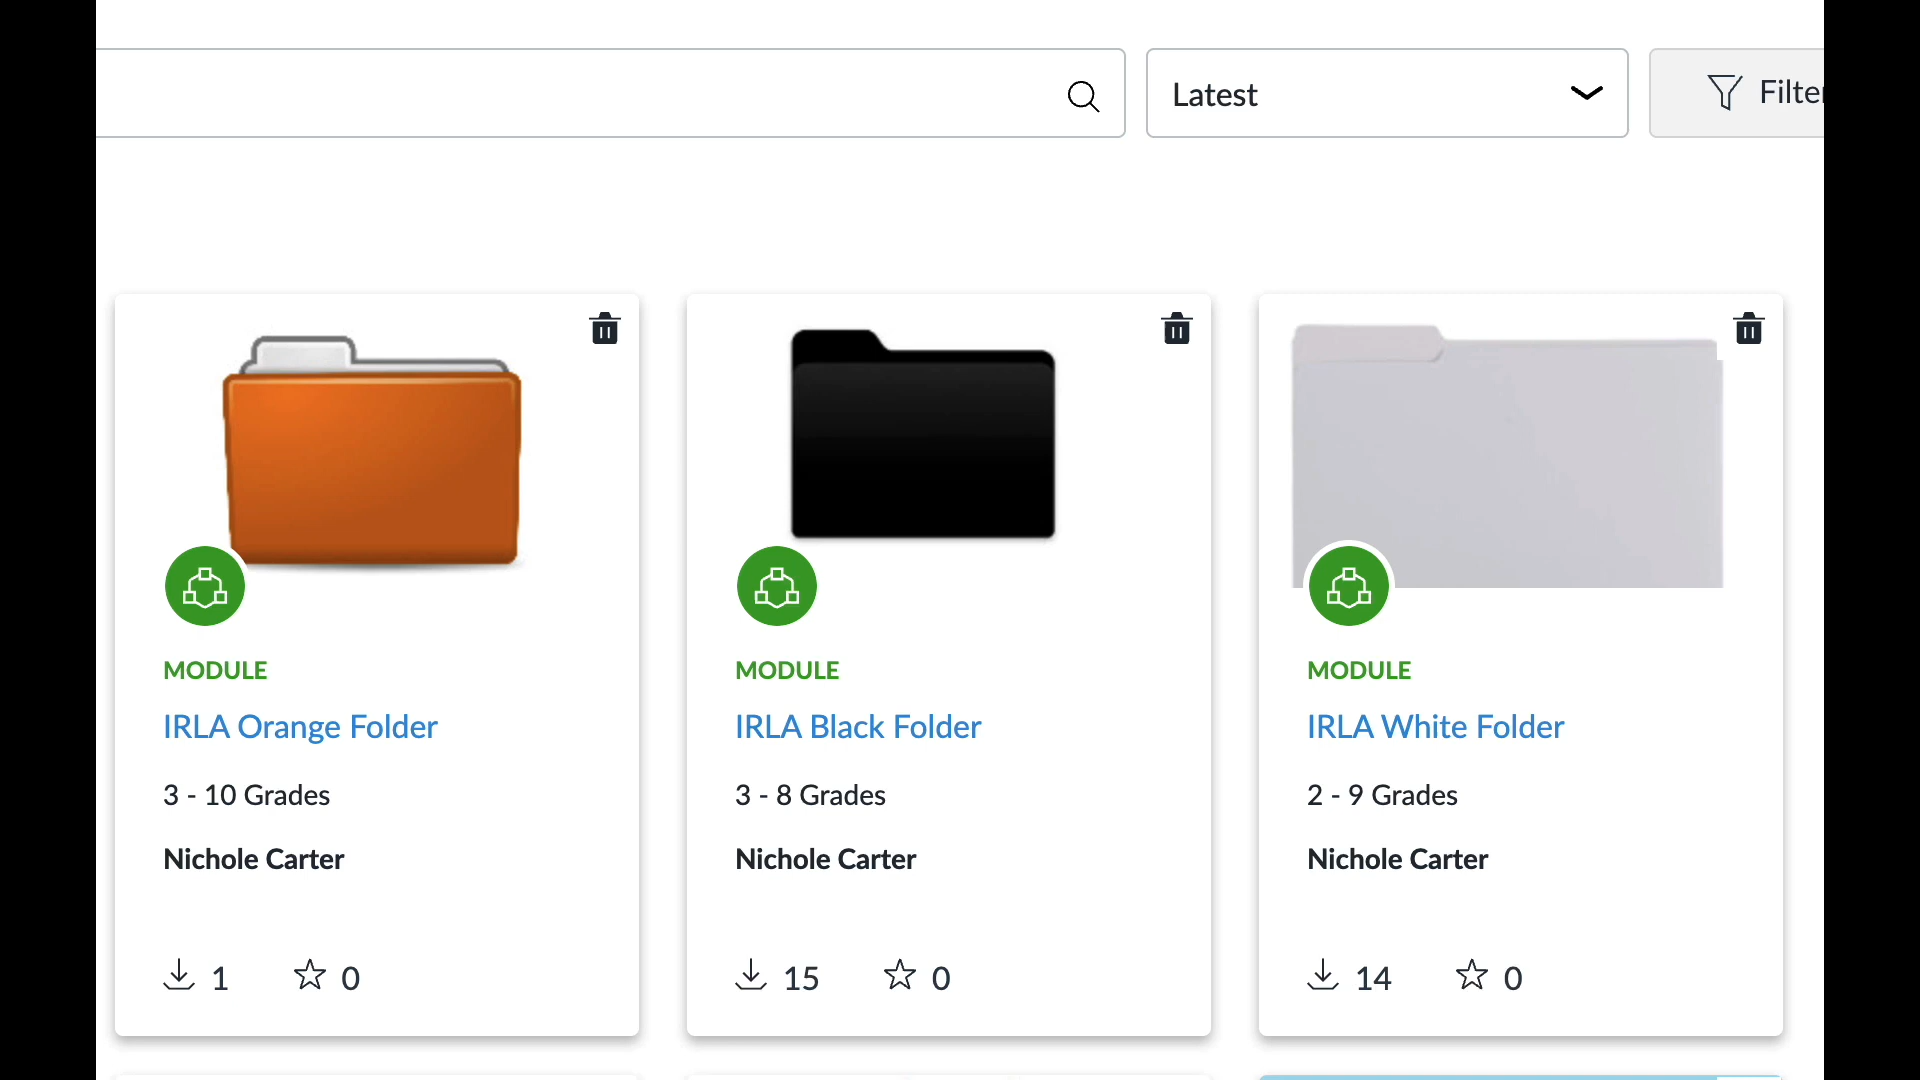 Latest
Filter
MODULE
IRLA Orange Folder
3 - 10 Grades
Nichole Carter
1
0
MODULE
IRLA Black Folder
3 - 8 Grades
Nichole Carter
15
0
MODULE
IRLA White Folder
2 - 9 Grades
Nichole Carter
14
0